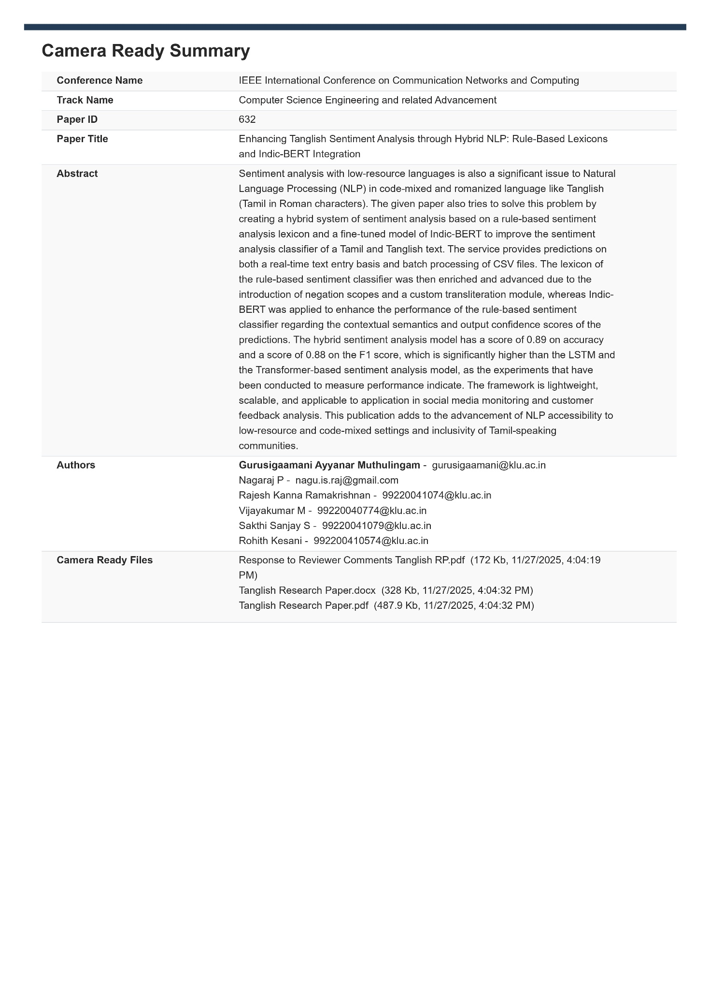 Camera Ready Summary
Conference Name IEEE International Conference on Communication Networks and Computing
Track Name Computer Science Engineering and related Advancement
Paper ID 632
Paper Title Enhancing Tanglish Sentiment Analysis through Hybrid NLP: Rule-Based Lexicons
and Indic-BERT Integration
Abstract Sentiment analysis with low-resource languages is also a significant issue to Natural
Language Processing (NLP) in code-mixed and romanized language like Tanglish
(Tamil in Roman characters). The given paper also tries to solve this problem by
creating a hybrid system of sentiment analysis based on a rule-based sentiment
analysis lexicon and a fine-tuned model of Indic-BERT to improve the sentiment
analysis classifier of a Tamil and Tanglish text. The service provides predictions on
both a real-time text entry basis and batch processing of CSV files. The lexicon of
the rule-based sentiment classifier was then enriched and advanced due to the
introduction of negation scopes and a custom transliteration module, whereas Indic-
BERT was applied to enhance the performance of the rule-based sentiment
classifier regarding the contextual semantics and output confidence scores of the
predictions. The hybrid sentiment analysis model has a score of 0.89 on accuracy
and a score of 0.88 on the F1 score, which is significantly higher than the LSTM and
the Transformer-based sentiment analysis model, as the experiments that have
been conducted to measure performance indicate. The framework is lightweight,
scalable, and applicable to application in social media monitoring and customer
feedback analysis. This publication adds to the advancement of NLP accessibility to
low-resource and code-mixed settings and inclusivity of Tamil-speaking
communities.
Authors Gurusigaamani Ayyanar Muthulingam - gurusigaamani@klu.ac.in
Nagaraj P - nagu.is.raj@gmail.com
Rajesh Kanna Ramakrishnan - 99220041074@klu.ac.in
Vijayakumar M - 99220040774@klu.ac.in
Sakthi Sanjay S - 99220041079@klu.ac.in
Rohith Kesani - 992200410574@klu.ac.in
Camera Ready Files Response to Reviewer Comments Tanglish RP.pdf (172 Kb, 11/27/2025, 4:04:19
PM)
Tanglish Research Paper.docx (328 Kb, 11/27/2025, 4:04:32 PM)
Tanglish Research Paper.pdf (487.9 Kb, 11/27/2025, 4:04:32 PM)